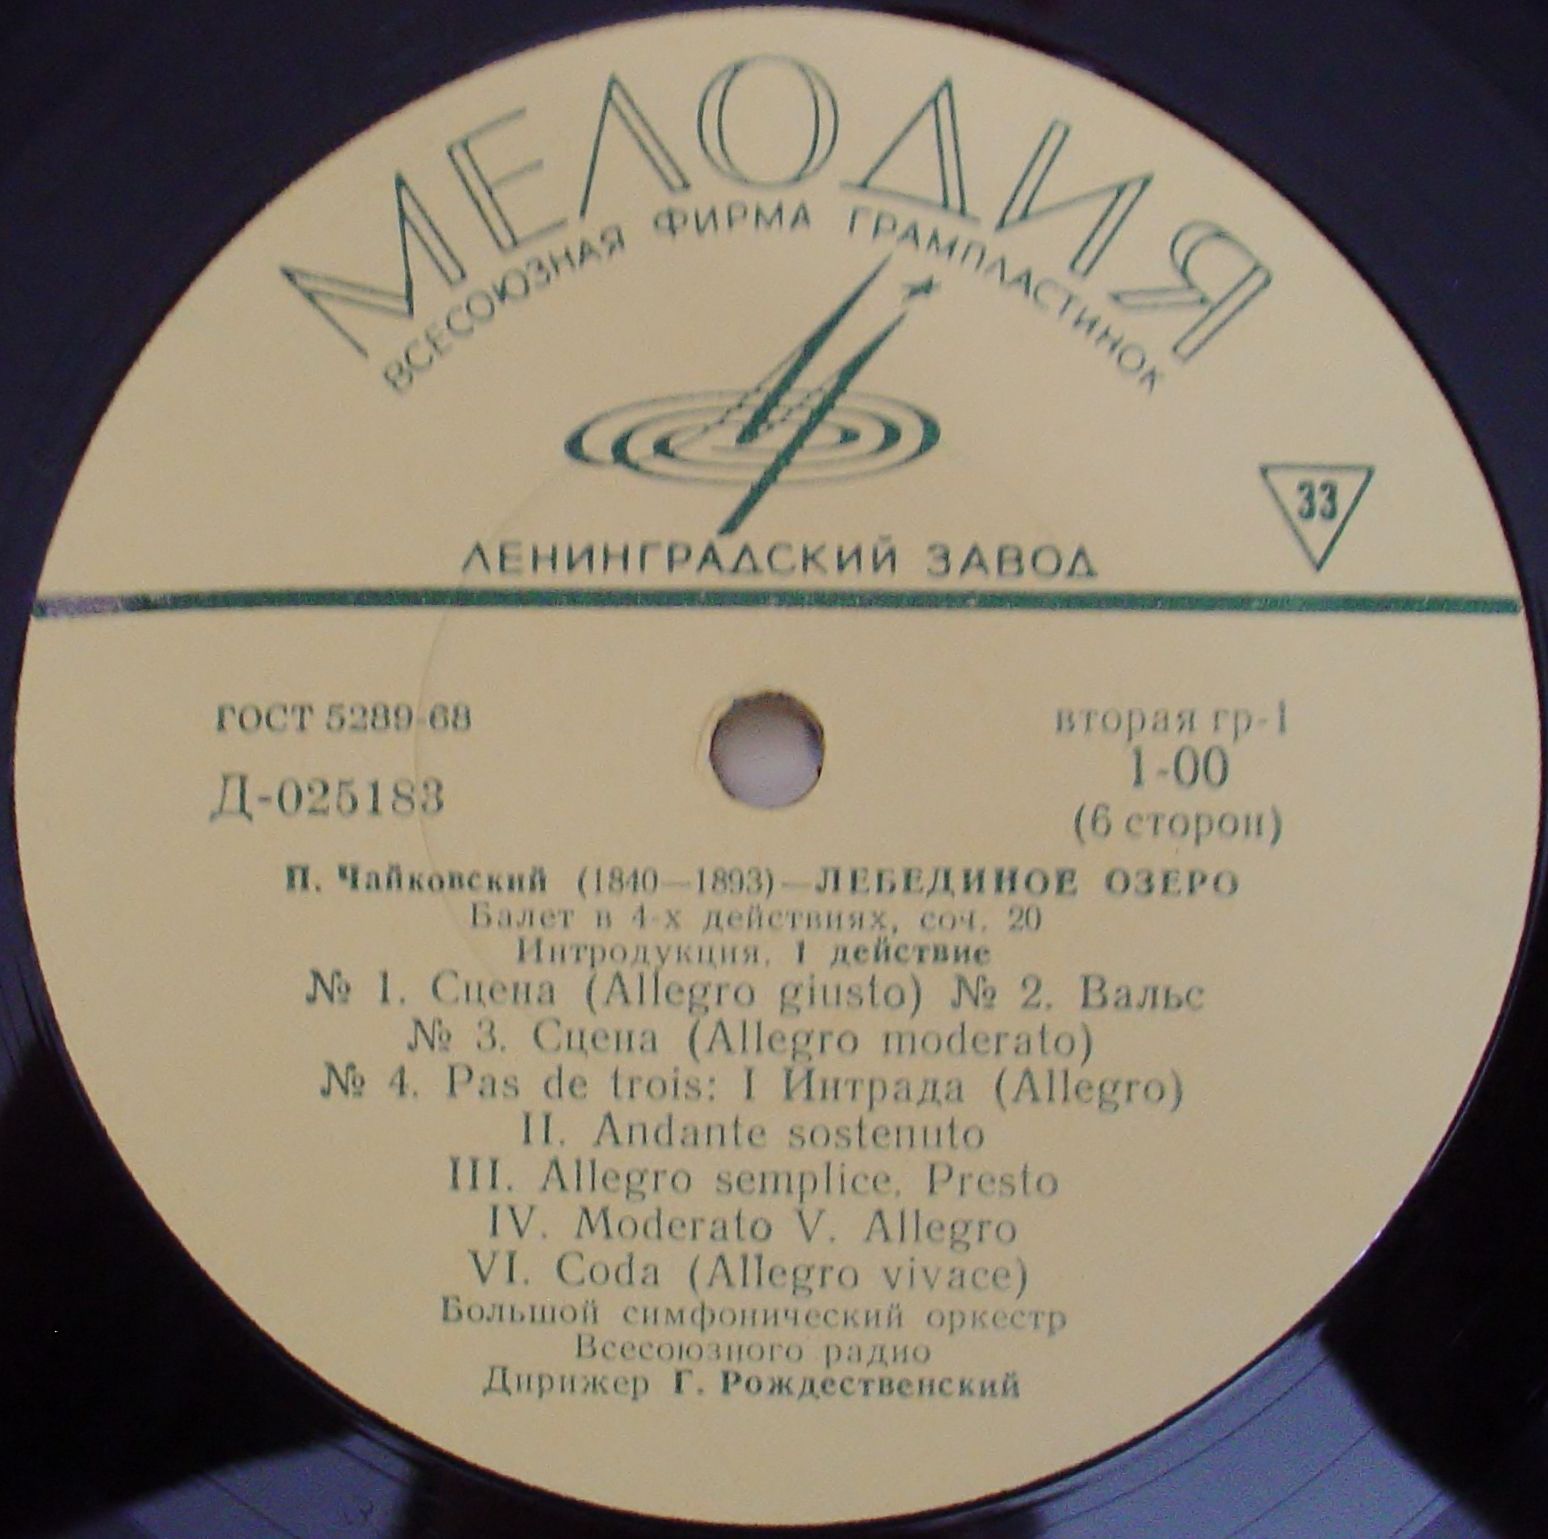 МЕЛОДИЯ
ВСЕСОЮЗНАЯ ФИРМА ГРАМПЛАСТИНОК
33
ЛЕНИНГРАДСКИЙ ЗАВОД
ГОСТ 5289-68
вторая гр-1
Д-025183
1-00
(6 сторон)
П. Чайковский (1840—1893)—ЛЕБЕДИНОЕ ОЗЕРО
Балет в 4-х действиях, соч. 20
Интродукция. 1 действие
№ 1. Сцена (Allegro giusto) № 2. Вальс
№ 3. Сцена (Allegro moderato)
№ 4. Pas de trois: I Интрада (Allegro)
II. Andante sostenuto
III. Allegro semplice. Presto
IV. Moderato V. Allegro
VI. Coda (Allegro vivace)
Большой симфонический оркестр
Всесоюзного радио
Дирижер Г. Рождественский